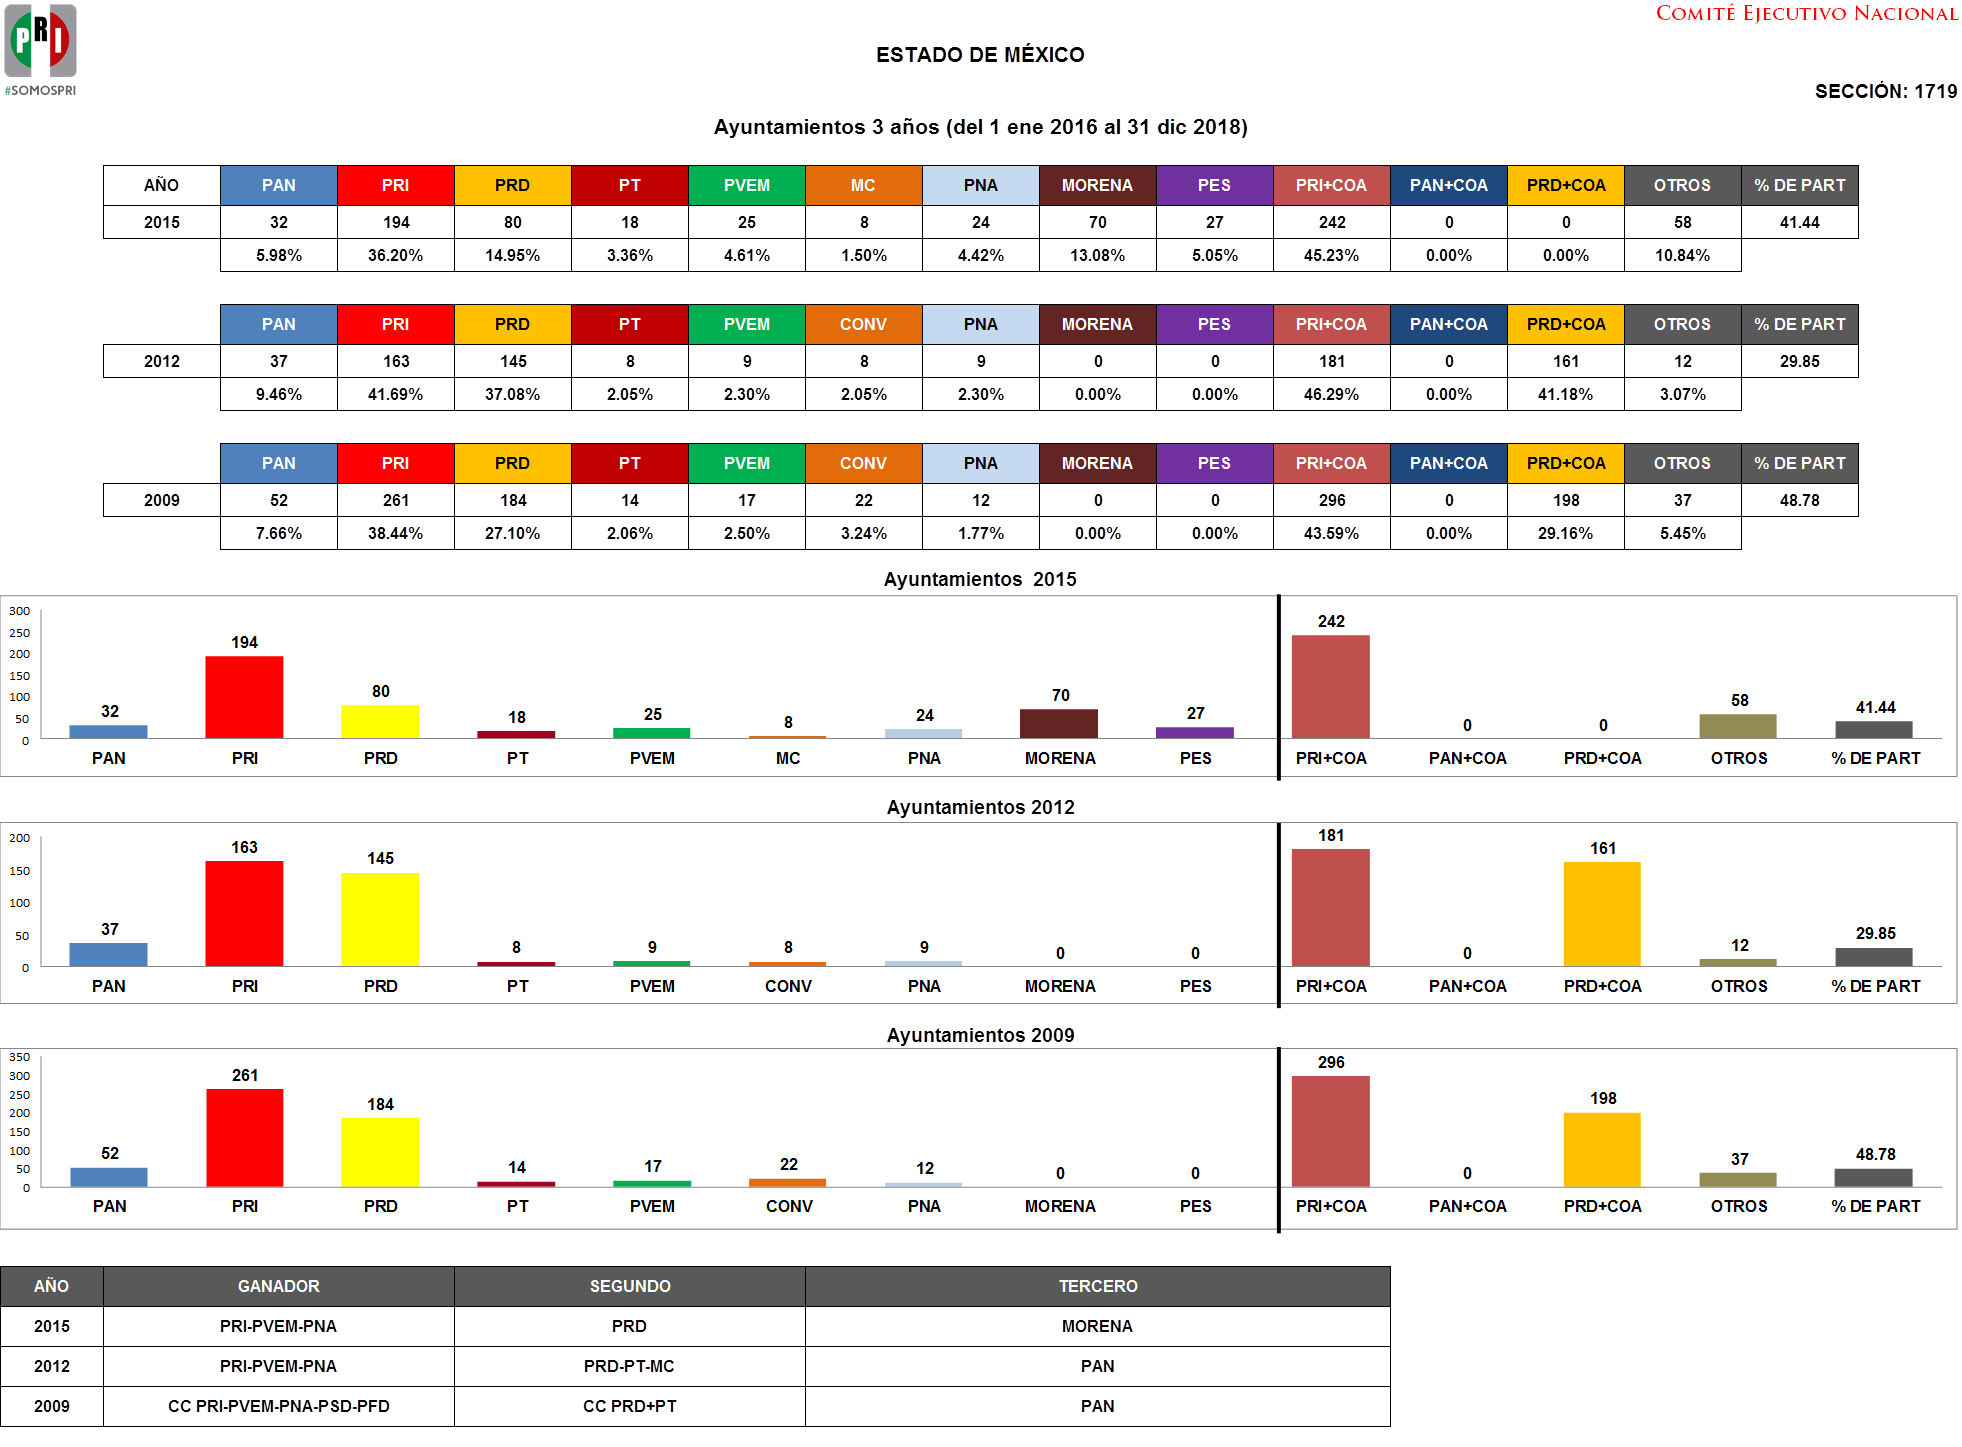 PRI
#SOMOSPRI
COMITÉ EJECUTIVO NACIONAL
ESTADO DE MÉXICO
SECCIÓN: 1719
Ayuntamientos 3 años (del 1 ene 2016 al 31 dic 2018)
AÑO PAN PRI PRD PT PVEM MC PNA MORENA PES PRI+COA PAN+COA PRD+COA OTROS % DE PART
2015 32 194 80 18 25 8 24 70 27 242 0 0 58 41.44
5.98% 36.20% 14.95% 3.36% 4.61% 1.50% 4.42% 13.08% 5.05% 45.23% 0.00% 0.00% 10.84%
PAN PRI PRD PT PVEM CONV PNA MORENA PES PRI+COA PAN+COA PRD+COA OTROS % DE PART
2012 37 163 145 8 9 8 9 0 0 181 0 161 12 29.85
9.46% 41.69% 37.08% 2.05% 2.30% 2.05% 2.30% 0.00% 0.00% 46.29% 0.00% 41.18% 3.07%
PAN PRI PRD PT PVEM CONV PNA MORENA PES PRI+COA PAN+COA PRD+COA OTROS % DE PART
2009 52 261 184 14 17 22 12 0 0 296 0 198 37 48.78
7.66% 38.44% 27.10% 2.06% 2.50% 3.24% 1.77% 0.00% 0.00% 43.59% 0.00% 29.16% 5.45%
Ayuntamientos 2015
300
250
200
150
100
50
0
32 194 80 18 25 8 24 70 27 242 0 0 58 41.44
PAN PRI PRD PT PVEM MC PNA MORENA PES PRI+COA PAN+COA PRD+COA OTROS % DE PART
Ayuntamientos 2012
200
150
100
50
0
37 163 145 8 9 8 9 0 0 181 0 161 12 29.85
PAN PRI PRD PT PVEM CONV PNA MORENA PES PRI+COA PAN+COA PRD+COA OTROS % DE PART
Ayuntamientos 2009
350
300
250
200
150
100
50
0
52 261 184 14 17 22 12 0 0 296 0 198 37 48.78
PAN PRI PRD PT PVEM CONV PNA MORENA PES PRI+COA PAN+COA PRD+COA OTROS % DE PART
AÑO GANADOR SEGUNDO TERCERO
2015 PRI-PVEM-PNA PRD MORENA
2012 PRI-PVEM-PNA PRD-PT-MC PAN
2009 CC PRI-PVEM-PNA-PSD-PFD CC PRD+PT PAN